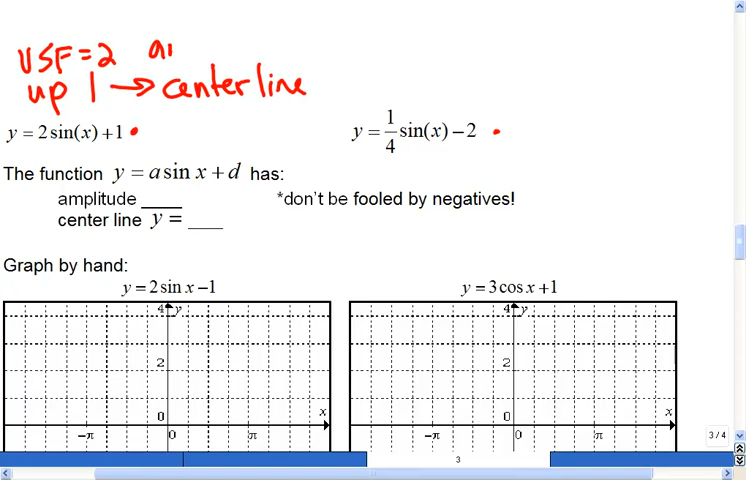 VSF = 2 am
up 1 → centerline
y = 2sin(x) + 1
y = 1/4 sin(x) − 2
The function y = a sin x + d has:
amplitude ____ *don't be fooled by negatives!
center line y = ____
Graph by hand:
y = 2sin x − 1
y = 3cos x + 1
4 y
2
0
x
−π 0 π
4 y
2
0
x
−π 0 π
3 / 4
3